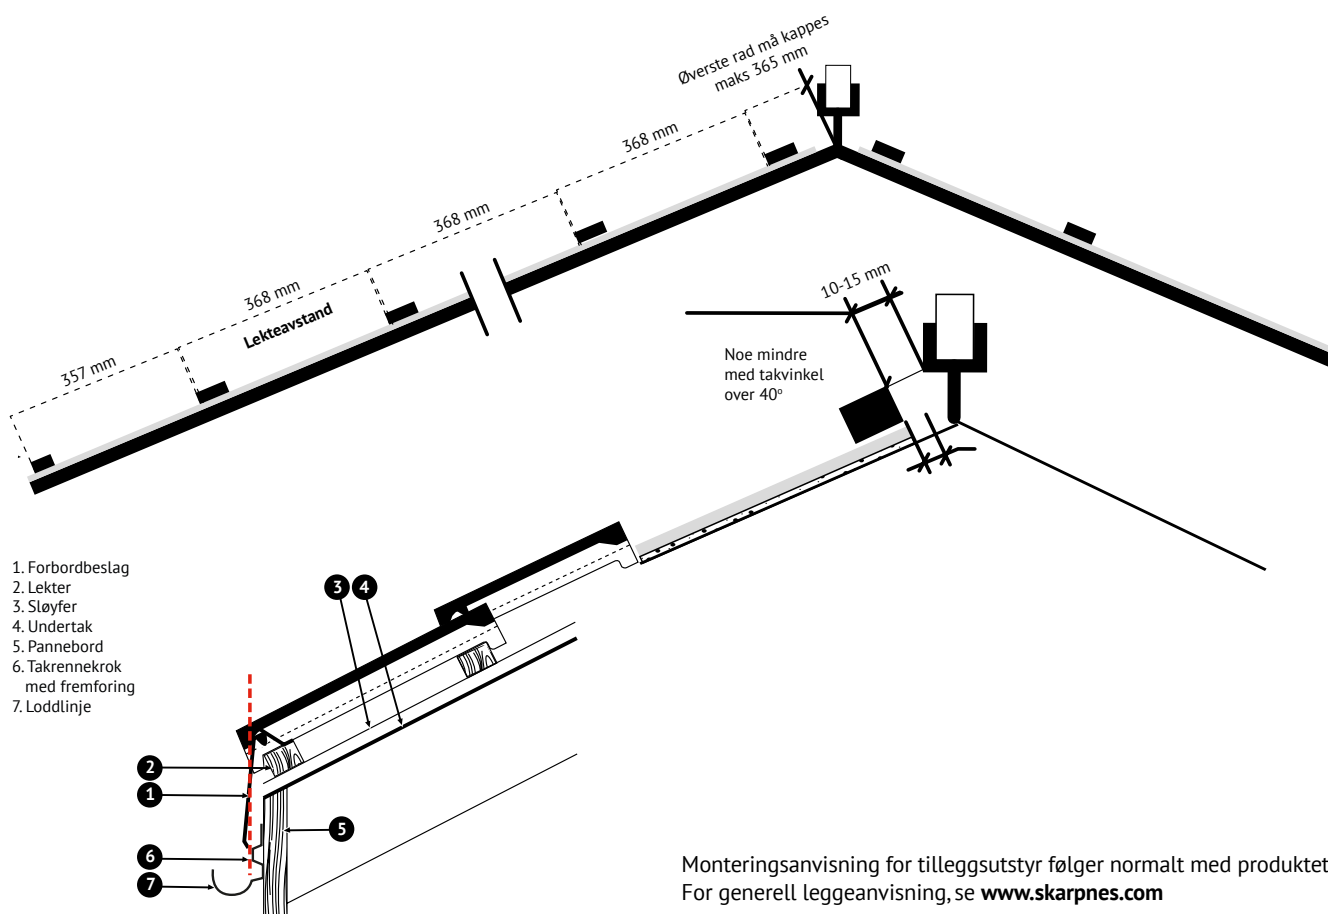 Øverste rad må kappes
maks 365 mm
368 mm
368 mm
368 mm
Lekteavstand
357 mm
10-15 mm
Noe mindre
med takvinkel
over 40°
1. Forbordbeslag
2. Lekter
3. Sløyfer
4. Undertak
5. Pannebord
6. Takrennekrok
med fremforing
7. Loddlinje
3 4
2
1
5
6
7
Monteringsanvisning for tilleggsutstyr følger normalt med produktet
For generell leggeanvisning, se www.skarpnes.com